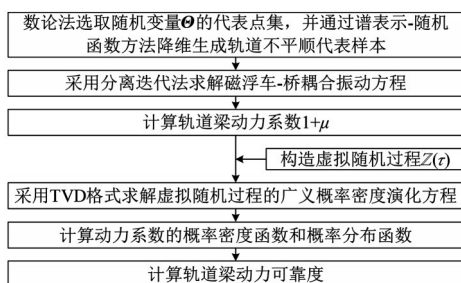 数论法选取随机变量Θ的代表点集，并通过谱表示-随机
函数方法降维生成轨道不平顺代表样本
采用分离迭代法求解磁浮车-桥耦合振动方程
计算轨道梁动力系数1+μ
构造虚拟随机过程Z(τ)
采用TVD格式求解虚拟随机过程的广义概率密度演化方程
计算动力系数的概率密度函数和概率分布函数
计算轨道梁动力可靠度